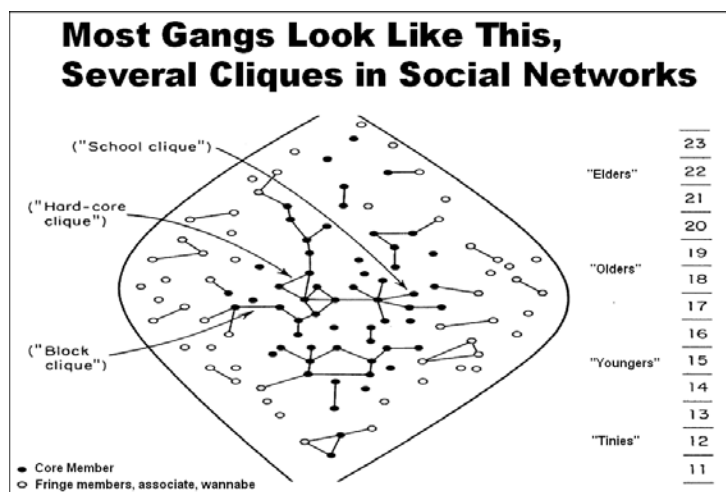 Most Gangs Look Like This,
Several Cliques in Social Networks
("School clique")
("Hard-core
clique")
("Block
clique")
"Elders"
"Olders"
"Youngers"
"Tinies"
23
22
21
20
19
18
17
16
15
14
13
12
11
Core Member
Fringe members, associate, wannabe